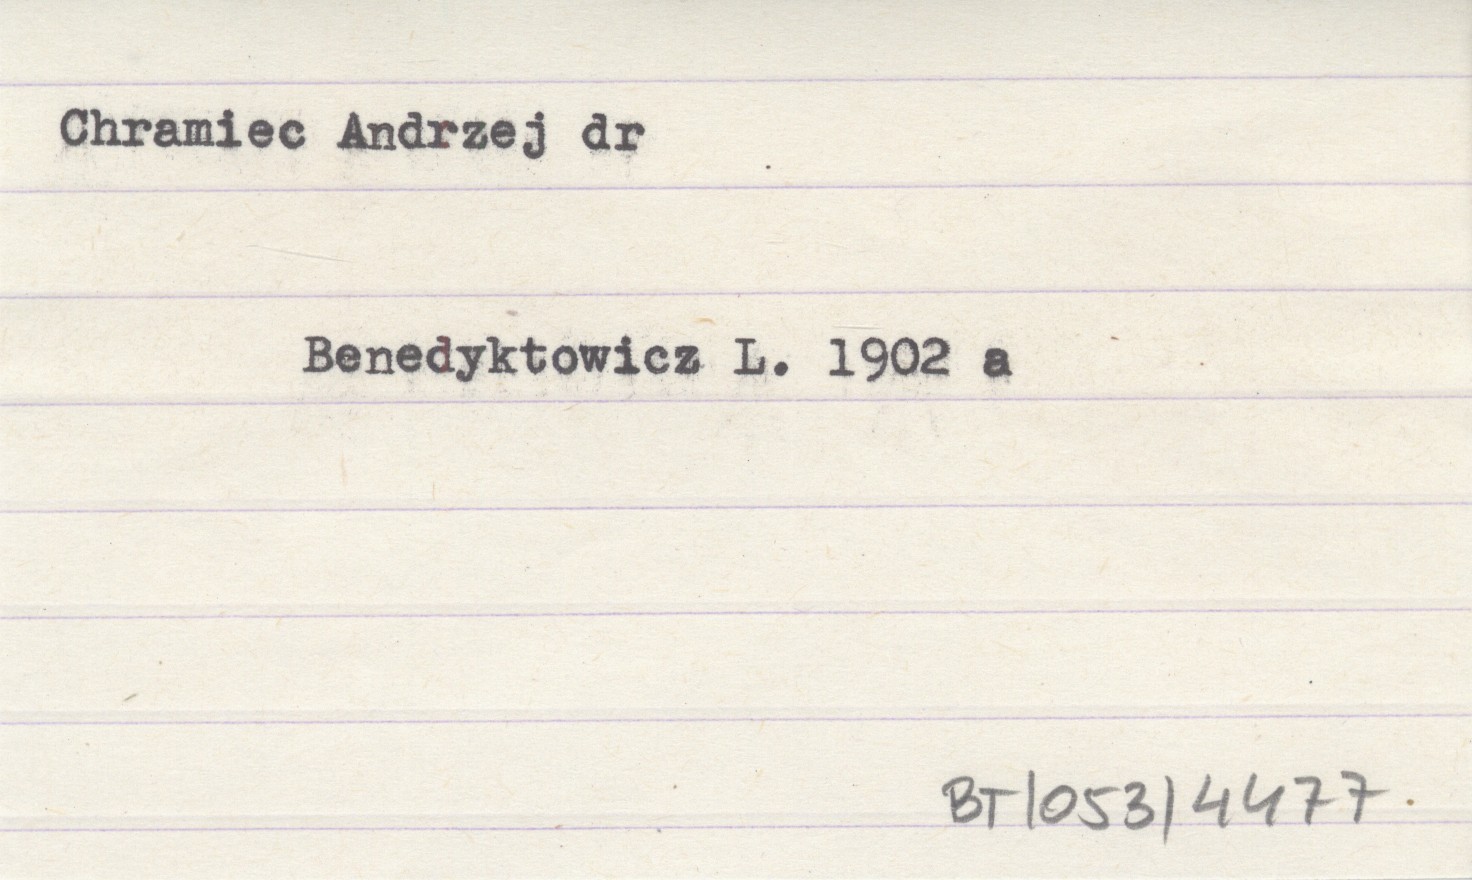 Chramiec Andrzej dr
Benedyktowicz L. 1902 a
BT/053/4477